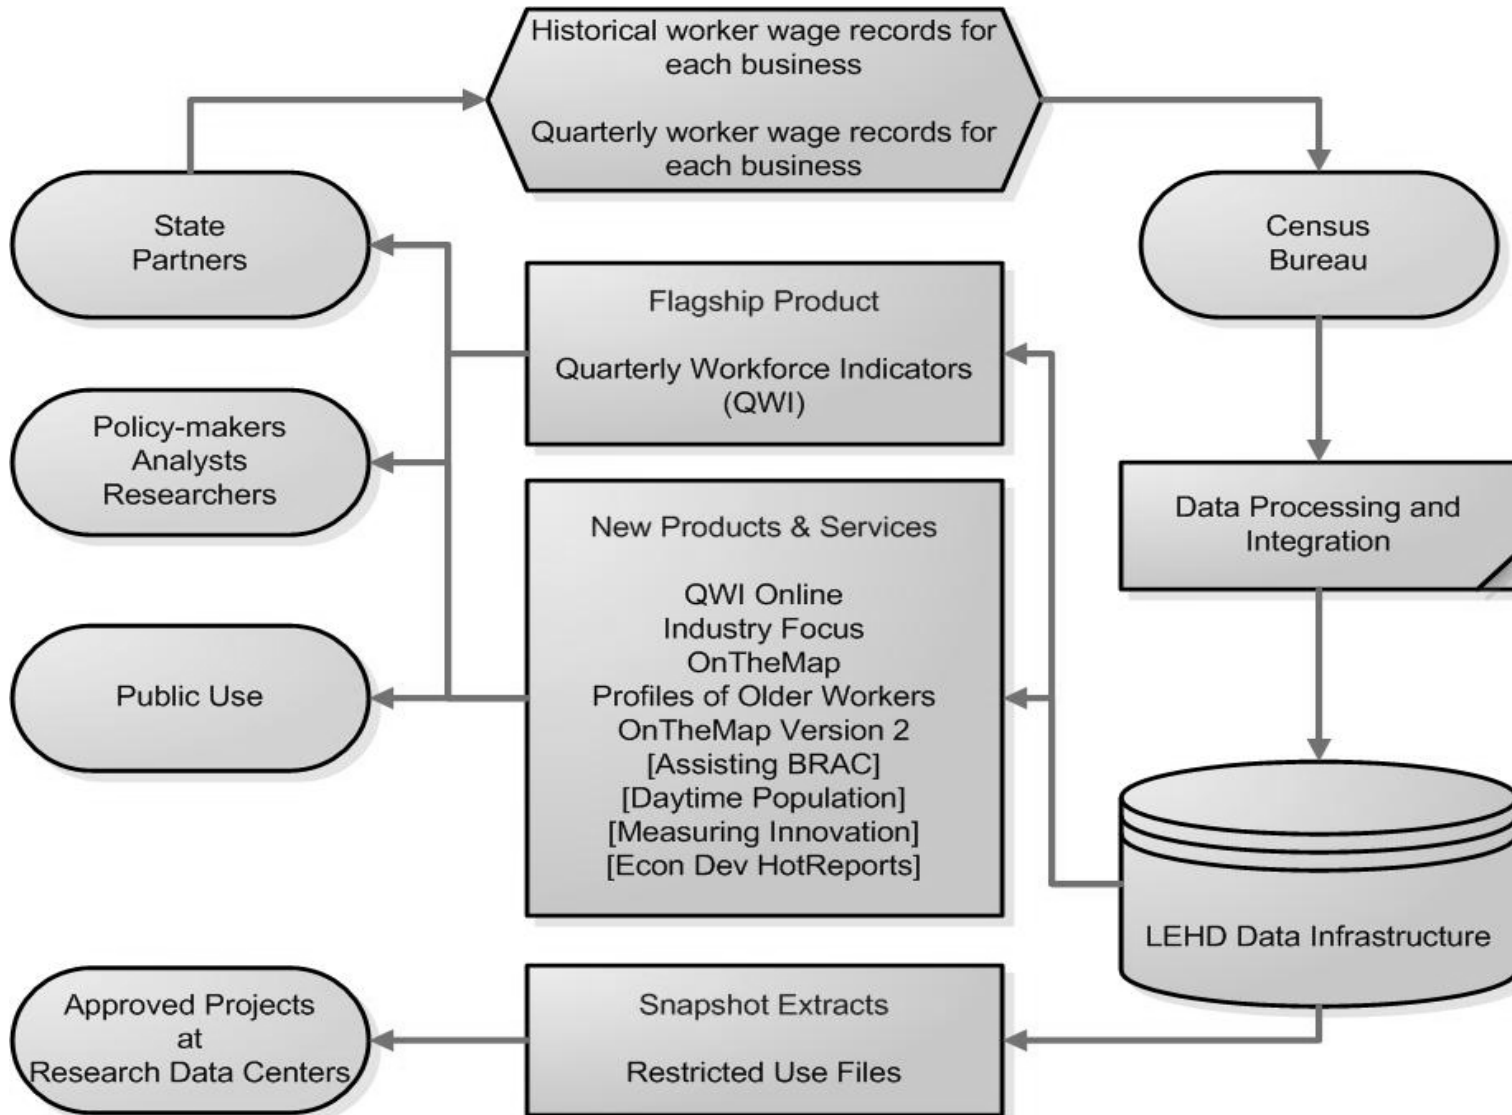 Historical worker wage records for
each business
Quarterly worker wage records for
each business
State
Partners
Census
Bureau
Flagship Product
Quarterly Workforce Indicators
(QWI)
Policy-makers
Analysts
Researchers
Data Processing and
Integration
New Products & Services
QWI Online
Industry Focus
OnTheMap
Profiles of Older Workers
OnTheMap Version 2
[Assisting BRAC]
[Daytime Population]
[Measuring Innovation]
[Econ Dev HotReports]
Public Use
LEHD Data Infrastructure
Approved Projects
at
Research Data Centers
Snapshot Extracts
Restricted Use Files